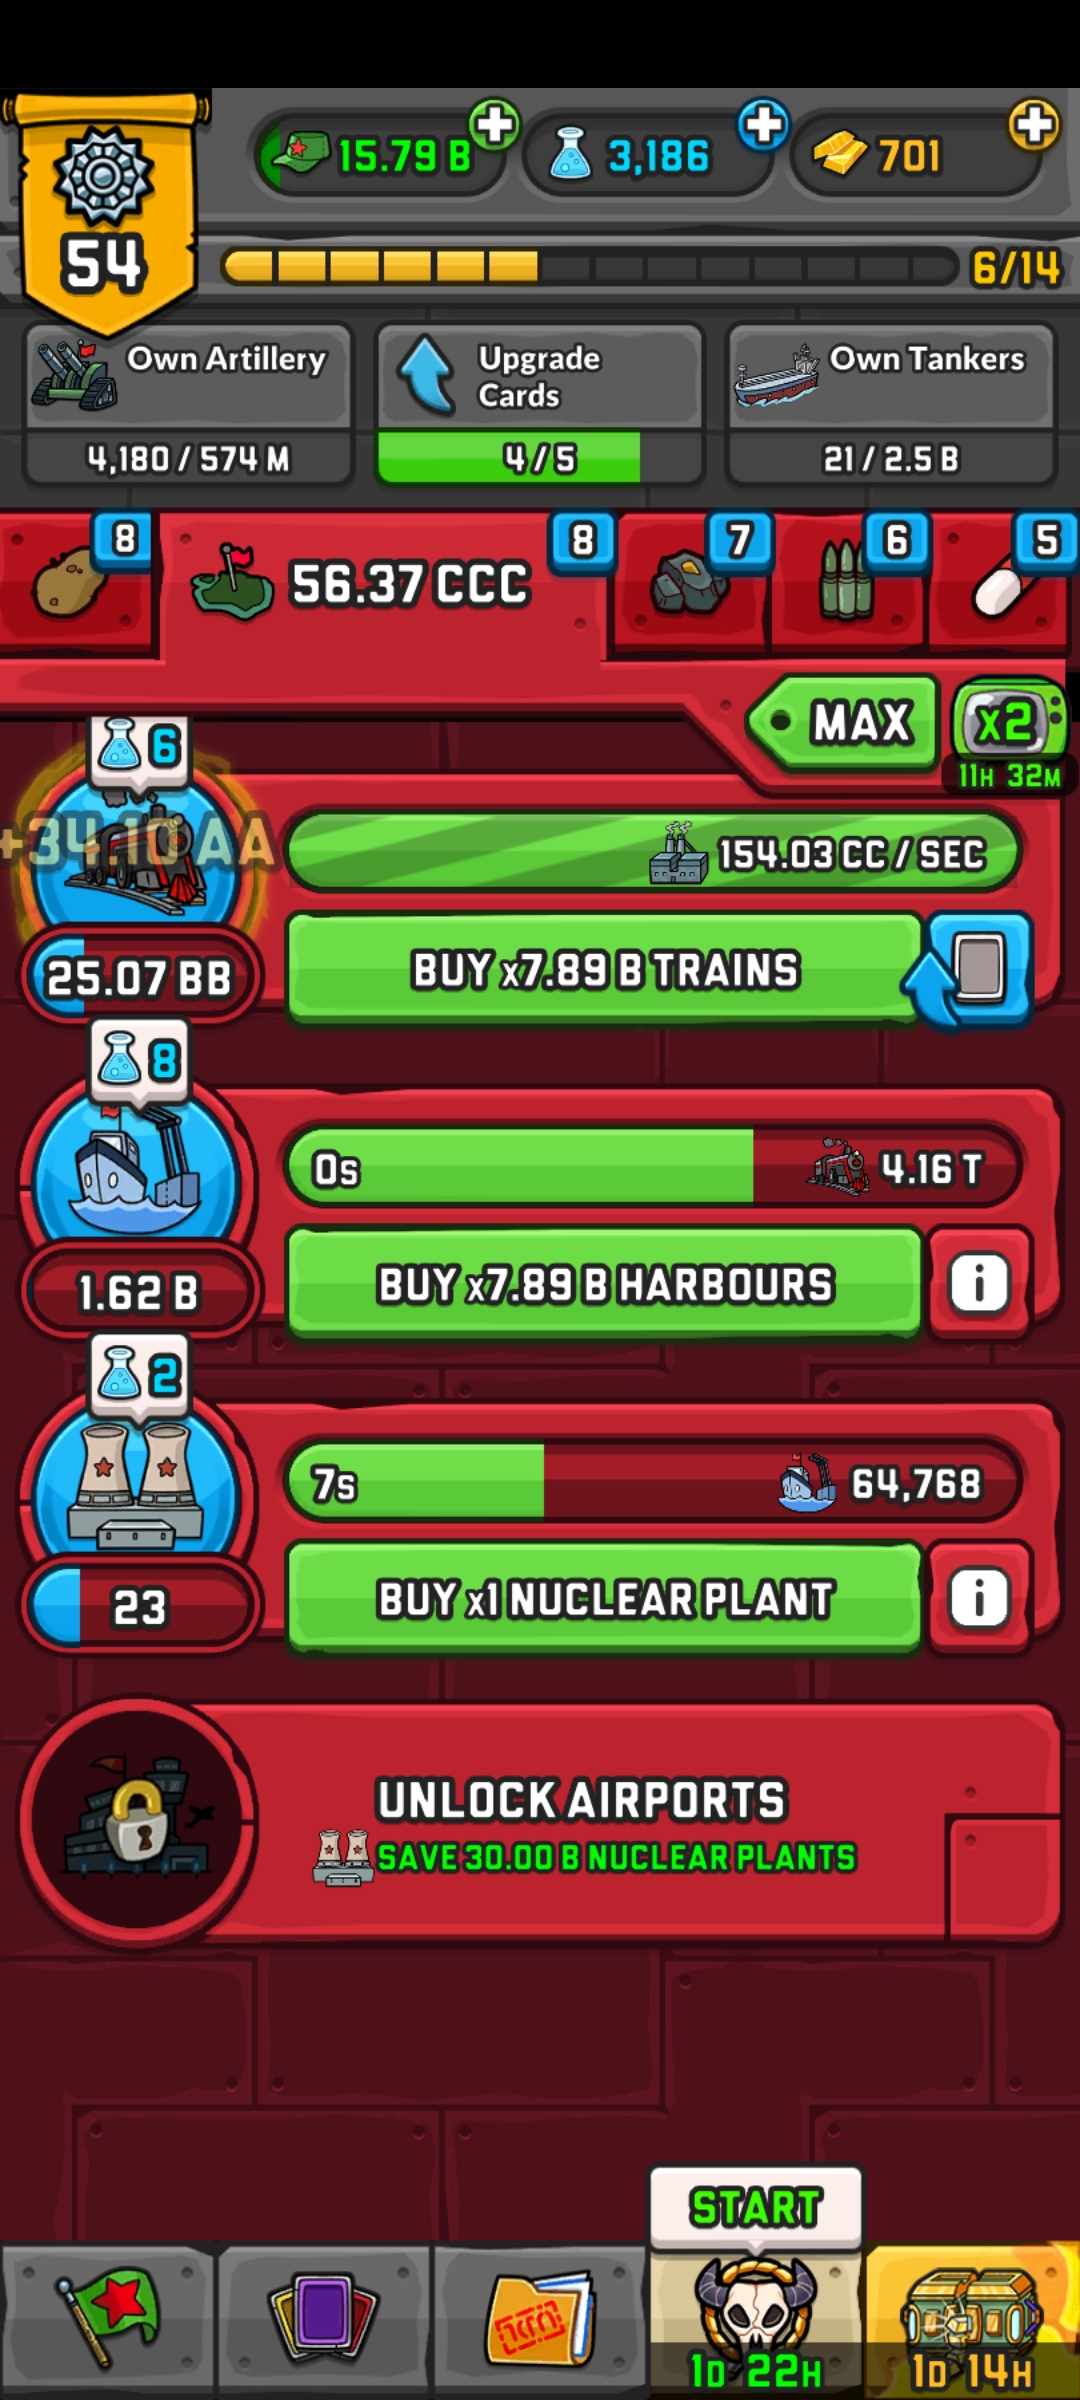 15.79 B
3,186
701
54
6/14
Own Artillery
4,180 / 574 M
Upgrade
Cards
4 / 5
Own Tankers
21 / 2.5 B
8
56.37 CCC
8
7
6
5
MAX
x2
11H 32M
6
+34.10 AA
154.03 CC / SEC
25.07 BB
BUY x7.89 B TRAINS
8
0s
4.16 T
1.62 B
BUY x7.89 B HARBOURS
i
2
7s
64,768
23
BUY x1 NUCLEAR PLANT
i
UNLOCK AIRPORTS
SAVE 30.00 B NUCLEAR PLANTS
START
1D 22H
1D 14H